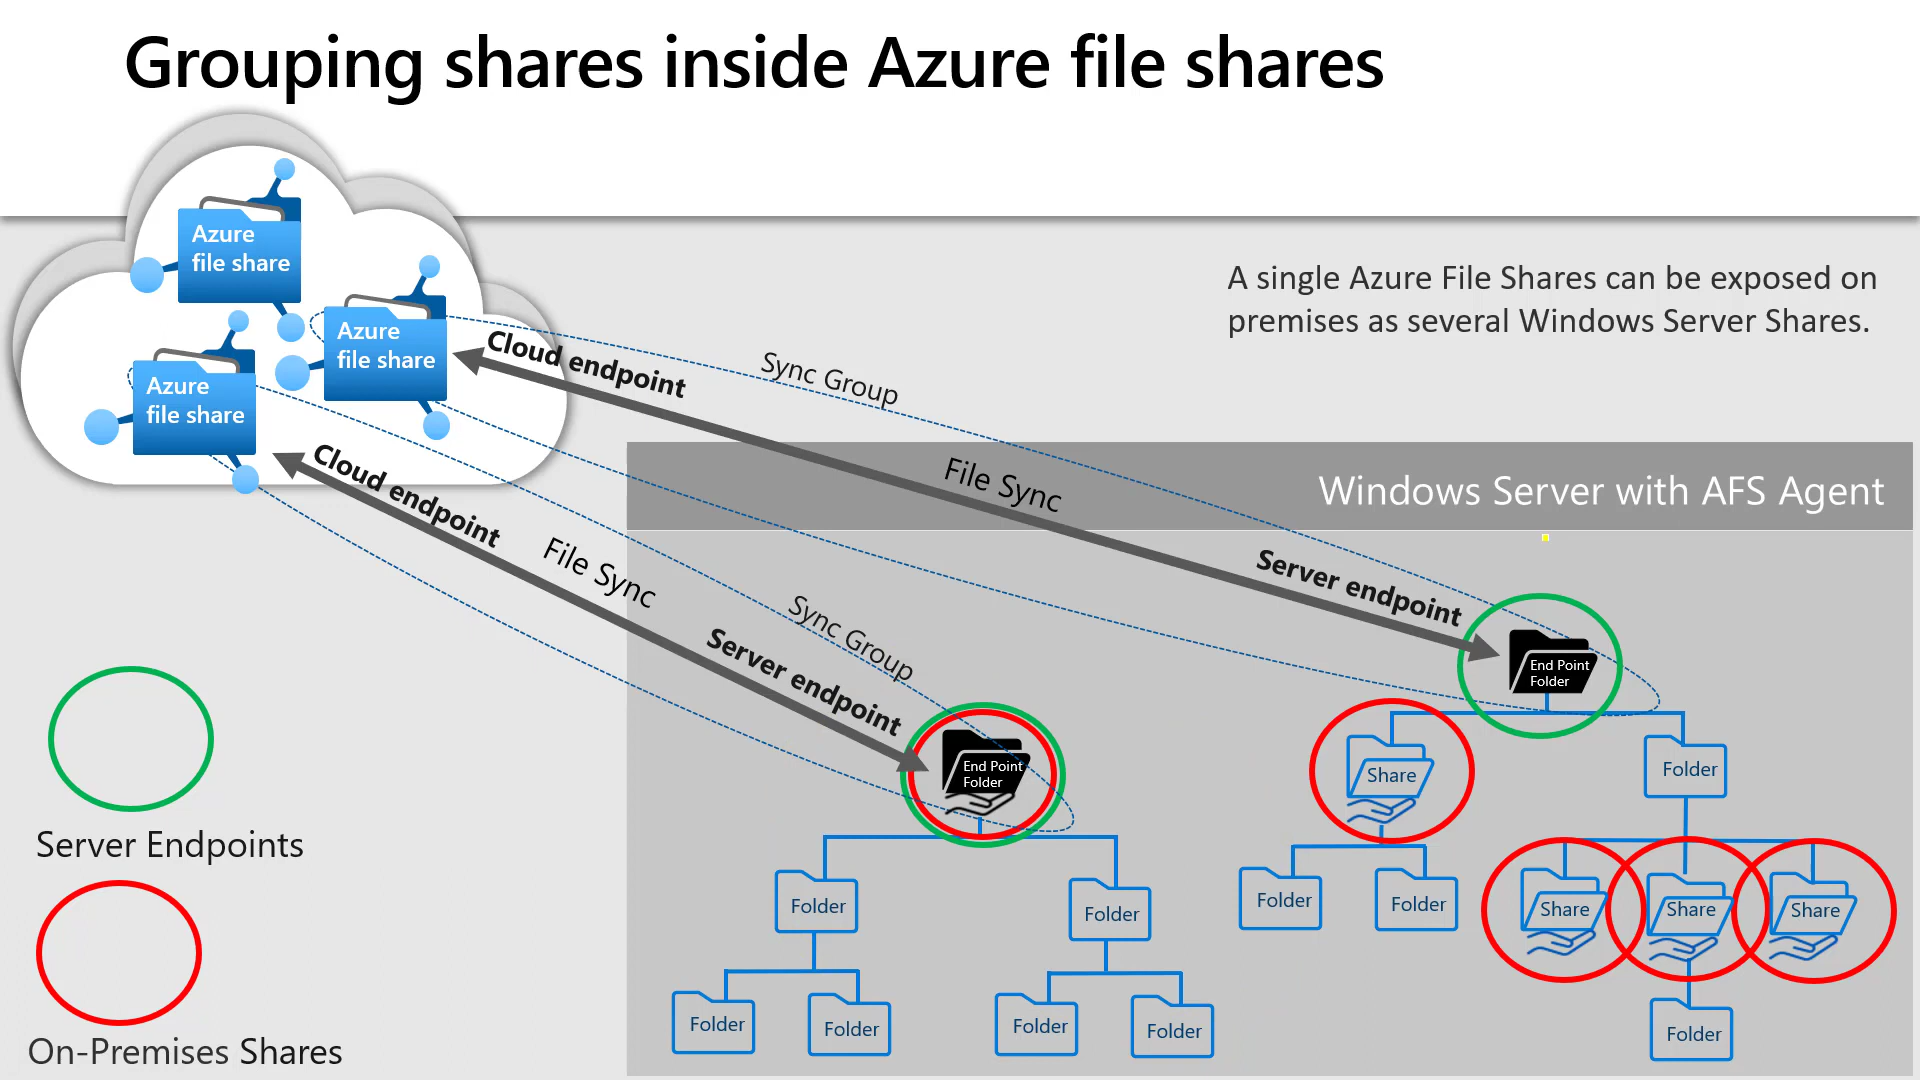 Grouping shares inside Azure file shares
Azure
file share
Azure
file share
Azure
file share
A single Azure File Shares can be exposed on
premises as several Windows Server Shares.
Cloud endpoint
Sync Group
File Sync
Windows Server with AFS Agent
Server endpoint
Cloud endpoint
File Sync
Sync Group
Server endpoint
End Point
Folder
End Point
Folder
Share
Folder
Folder
Folder
Folder
Folder
Share
Share
Share
Folder
Folder
Folder
Folder
Folder
Server Endpoints
On-Premises Shares